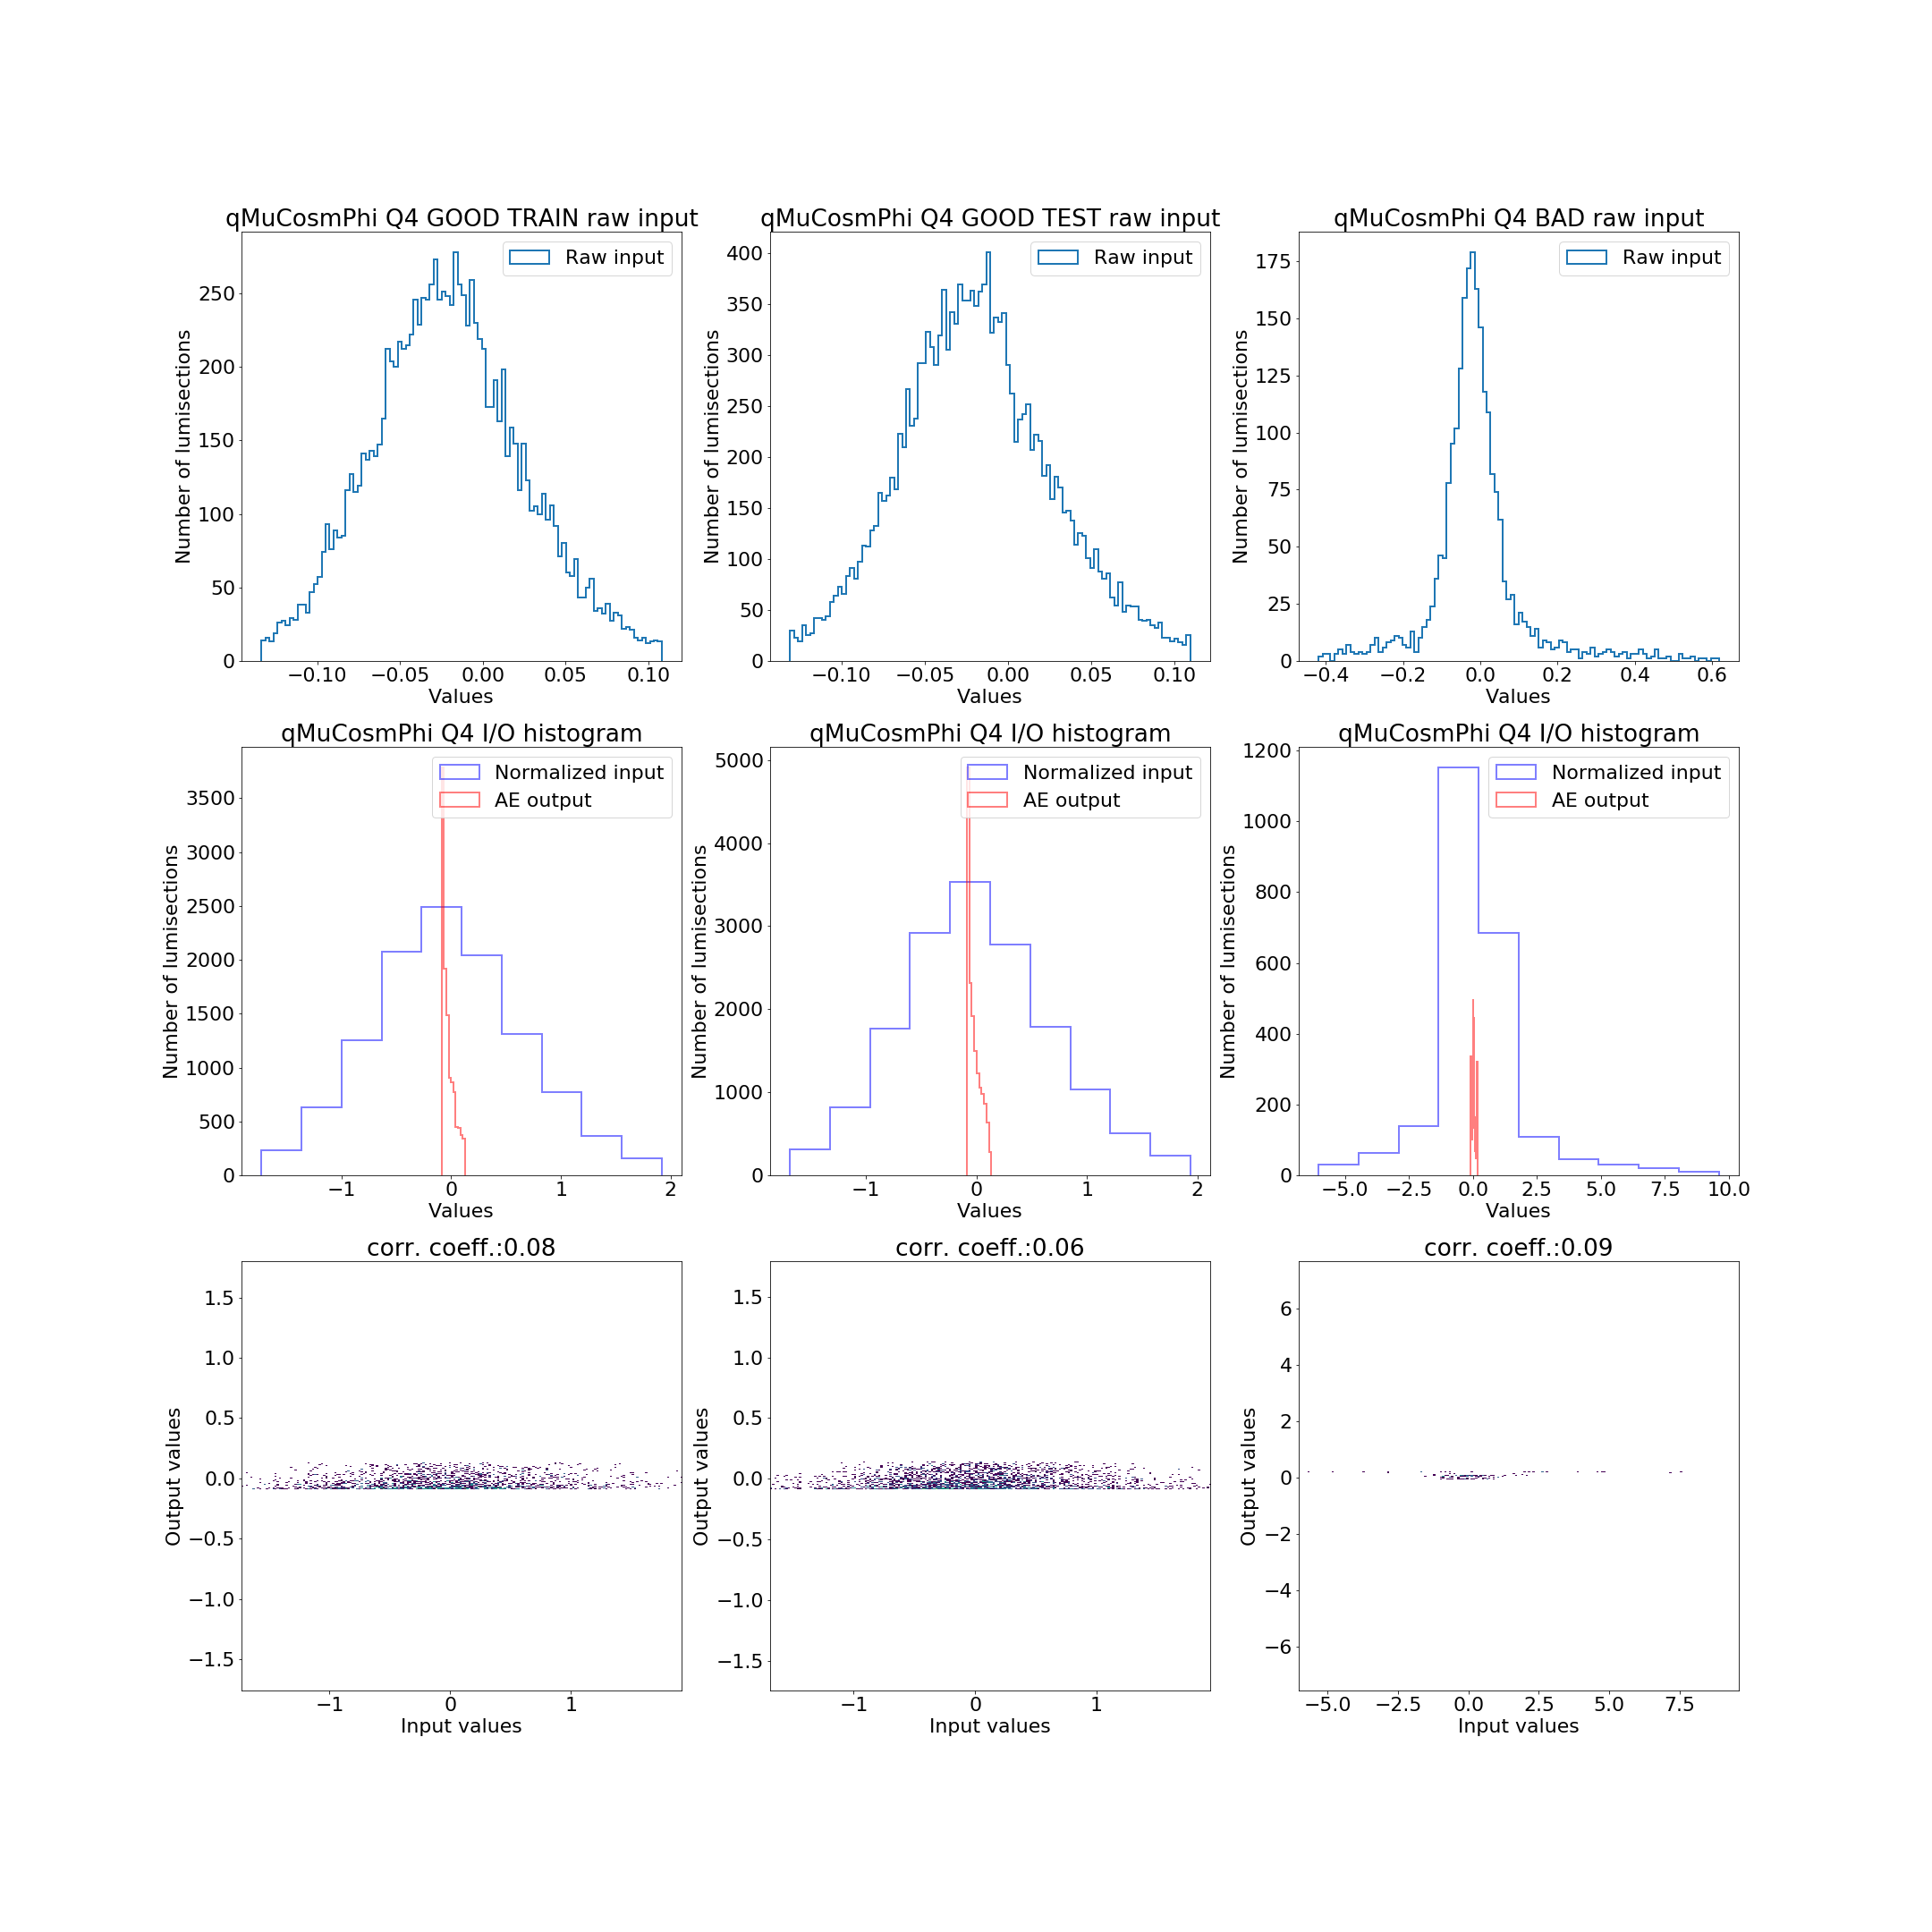 qMuCosmPhi Q4 GOOD TRAIN raw input
Raw input
Number of lumisections
250
200
150
100
50
0
−0.10 −0.05 0.00 0.05 0.10
Values
qMuCosmPhi Q4 GOOD TEST raw input
Raw input
Number of lumisections
400
350
300
250
200
150
100
50
0
−0.10 −0.05 0.00 0.05 0.10
Values
qMuCosmPhi Q4 BAD raw input
Raw input
Number of lumisections
175
150
125
100
75
50
25
0
−0.4 −0.2 0.0 0.2 0.4 0.6
Values
qMuCosmPhi Q4 I/O histogram
Normalized input
AE output
Number of lumisections
3500
3000
2500
2000
1500
1000
500
0
−1 0 1 2
Values
qMuCosmPhi Q4 I/O histogram
Normalized input
AE output
Number of lumisections
5000
4000
3000
2000
1000
0
−1 0 1 2
Values
qMuCosmPhi Q4 I/O histogram
Normalized input
AE output
Number of lumisections
1200
1000
800
600
400
200
0
−5.0 −2.5 0.0 2.5 5.0 7.5 10.0
Values
corr. coeff.:0.08
Output values
1.5
1.0
0.5
0.0
−0.5
−1.0
−1.5
−1 0 1
Input values
corr. coeff.:0.06
Output values
1.5
1.0
0.5
0.0
−0.5
−1.0
−1.5
−1 0 1
Input values
corr. coeff.:0.09
Output values
6
4
2
0
−2
−4
−6
−5.0 −2.5 0.0 2.5 5.0 7.5
Input values